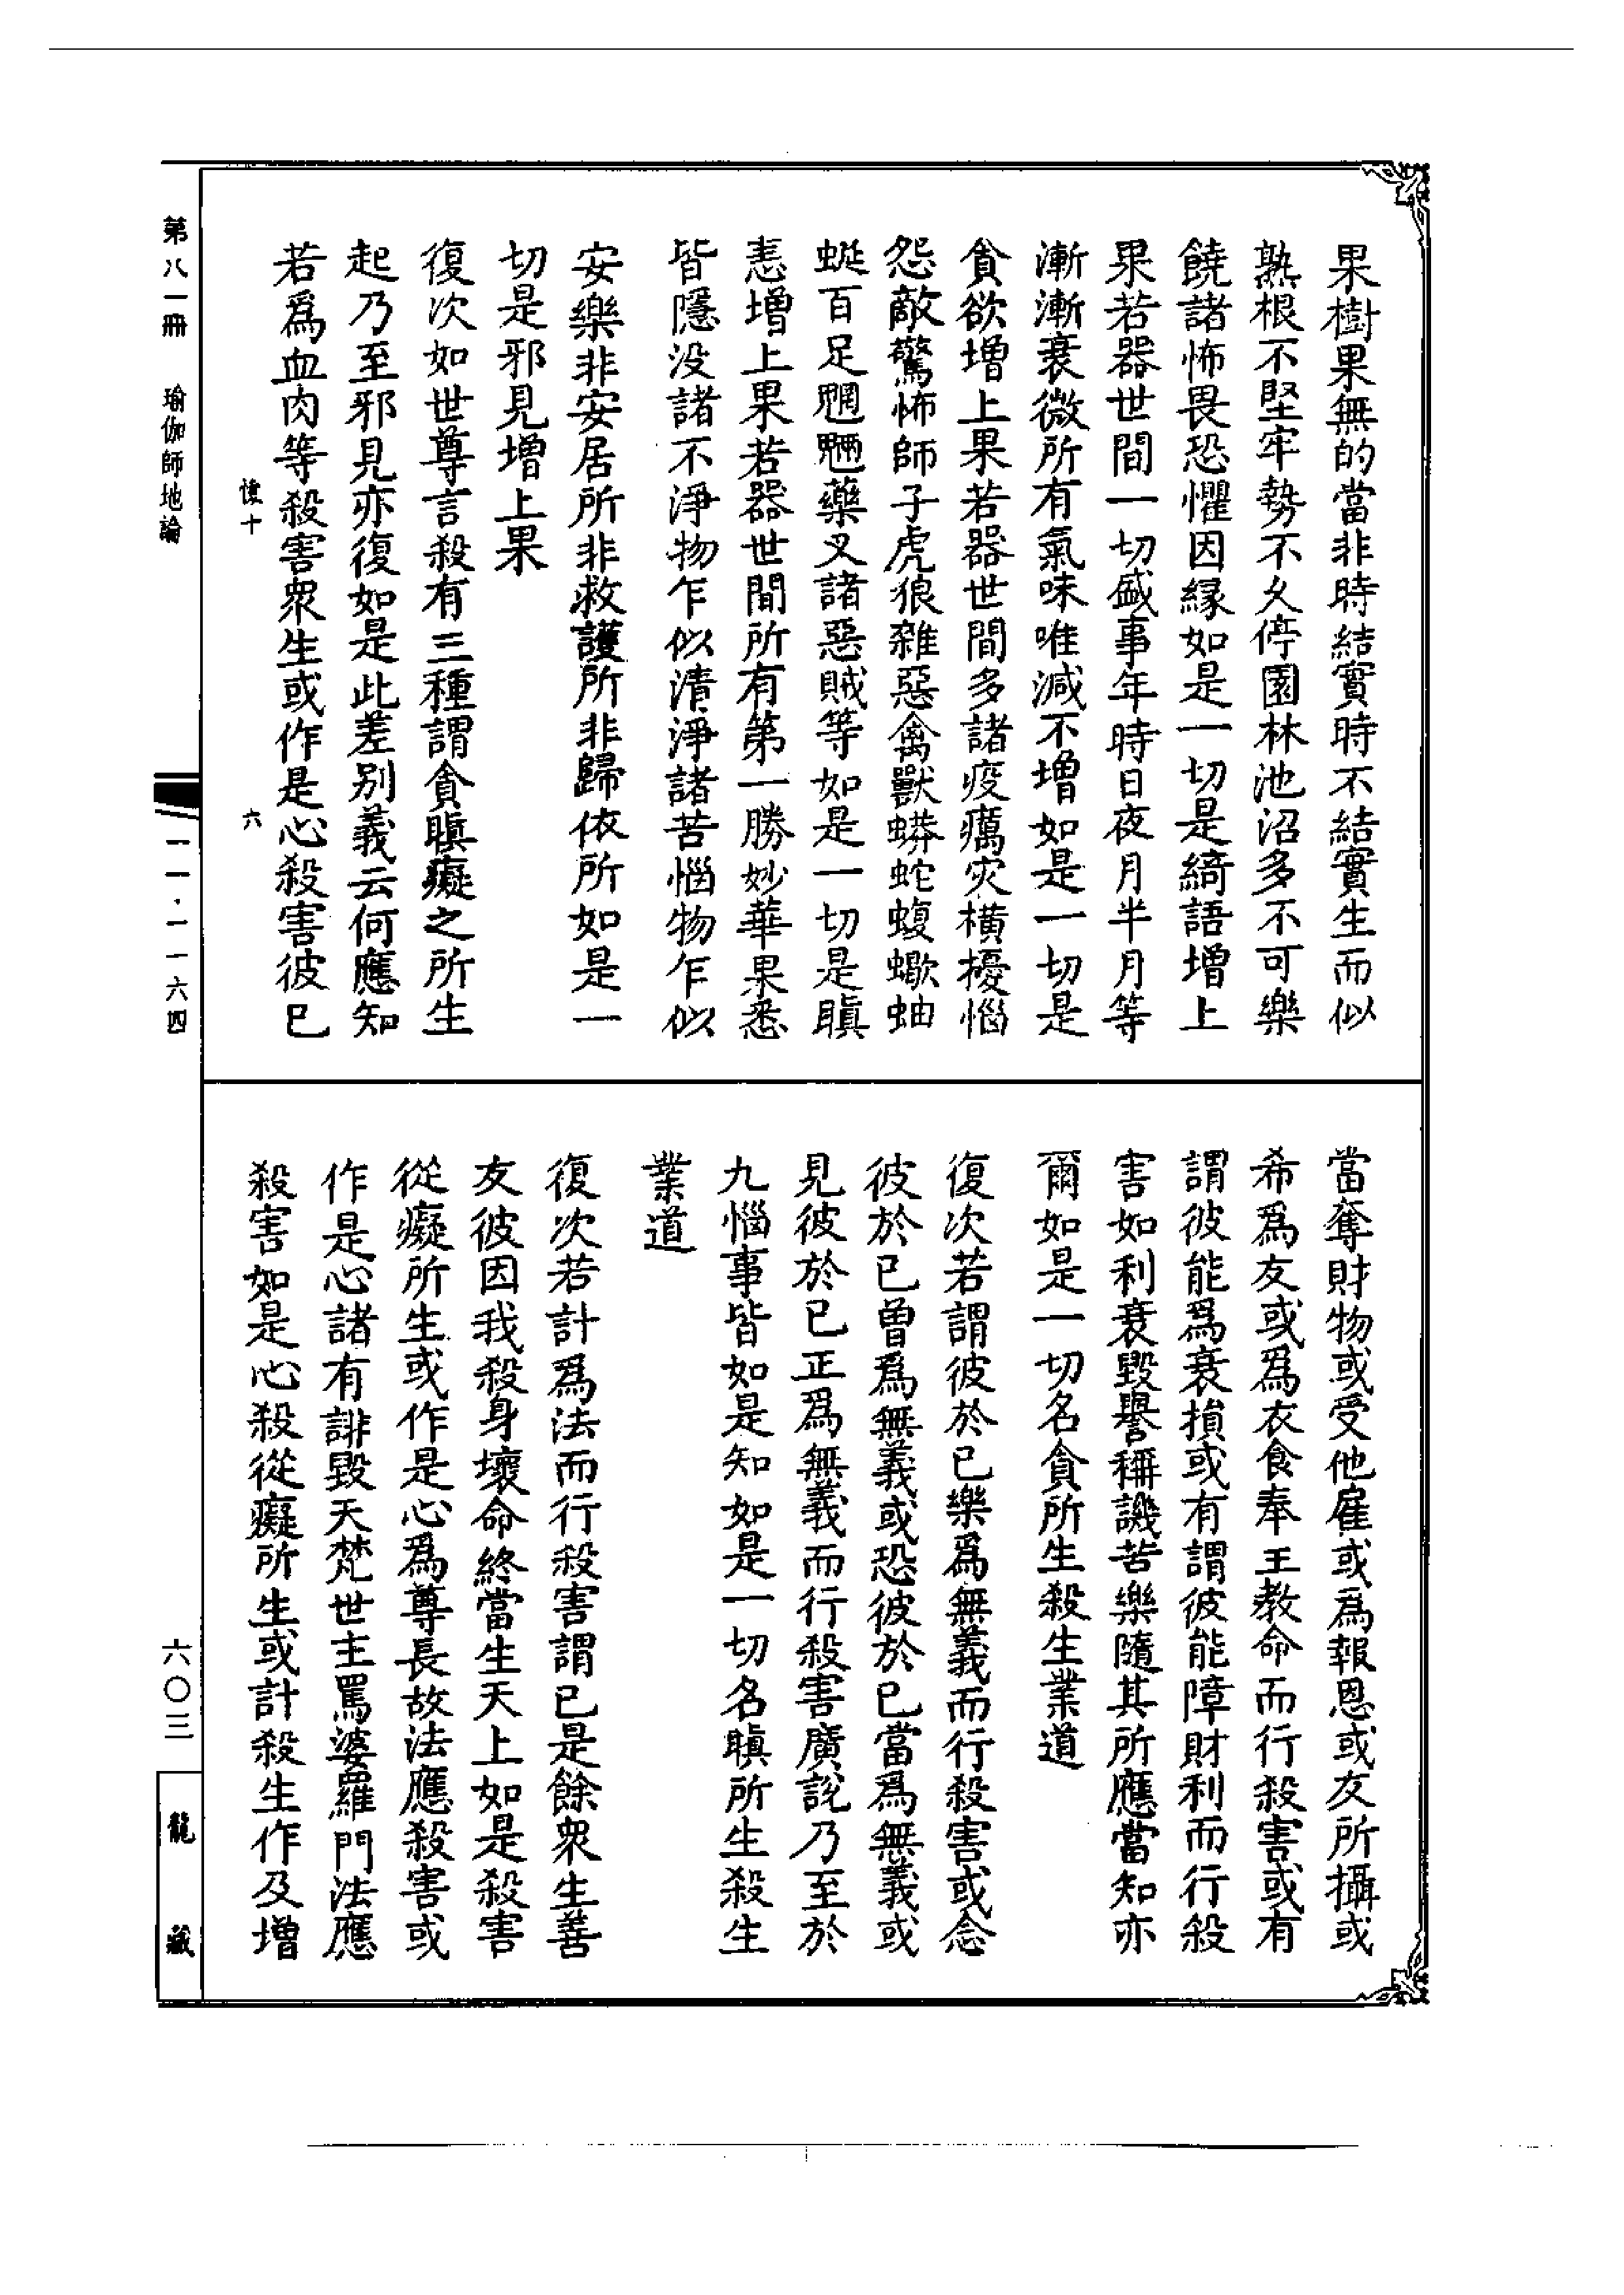 果樹果無的當非時結實時不結實生而似
熟根不堅牢勢不久停園林池沼多不可樂
饒諸怖畏恐懼因緣如是一切是綺語增上
果若器世間一切盛事年時日夜月半月等
漸漸衰微所有氣味唯減不增如是一切是
貪欲增上果若器世間多諸疫癘災橫擾惱
怨敵驚怖師子虎狼雜惡禽獸蟒蛇蝮蠍蚰
蜒百足魍魎藥叉諸惡賊等如是一切是瞋
恚增上果若器世間所有第一勝妙華果悉
皆隱没諸不淨物乍似清淨諸苦惱物乍似
安樂非安居所非救護所非歸依所如是一
切是邪見增上果
復次如世尊言殺有三種謂貪瞋癡之所生
起乃至邪見亦復如是此差别義云何應知
若爲血肉等殺害衆生或作是心殺害彼已
當奪財物或受他雇或爲報恩或友所攝或
希爲友或爲衣食奉王教命而行殺害或有
謂彼能爲衰損或有謂彼能障財利而行殺
害如利衰毀譽稱譏苦樂隨其所應當知亦
爾如是一切名貪所生殺生業道
復次若謂彼於已樂爲無義而行殺害或念
彼於已曾爲無義或恐彼於已當爲無義或
見彼於已正爲無義而行殺害廣說乃至於
九惱事皆如是知如是一切名瞋所生殺生
業道
復次若計爲法而行殺害謂已是餘衆生善
友彼因我殺身壞命終當生天上如是殺害
從癡所生或作是心爲尊長故法應殺害或
作是心諸有誹毀天梵世主罵婆羅門法應
殺害如是心殺從癡所生或計殺生作及增
第八一冊 瑜伽師地論
十 六
一一·一一六四
六〇三
龍藏